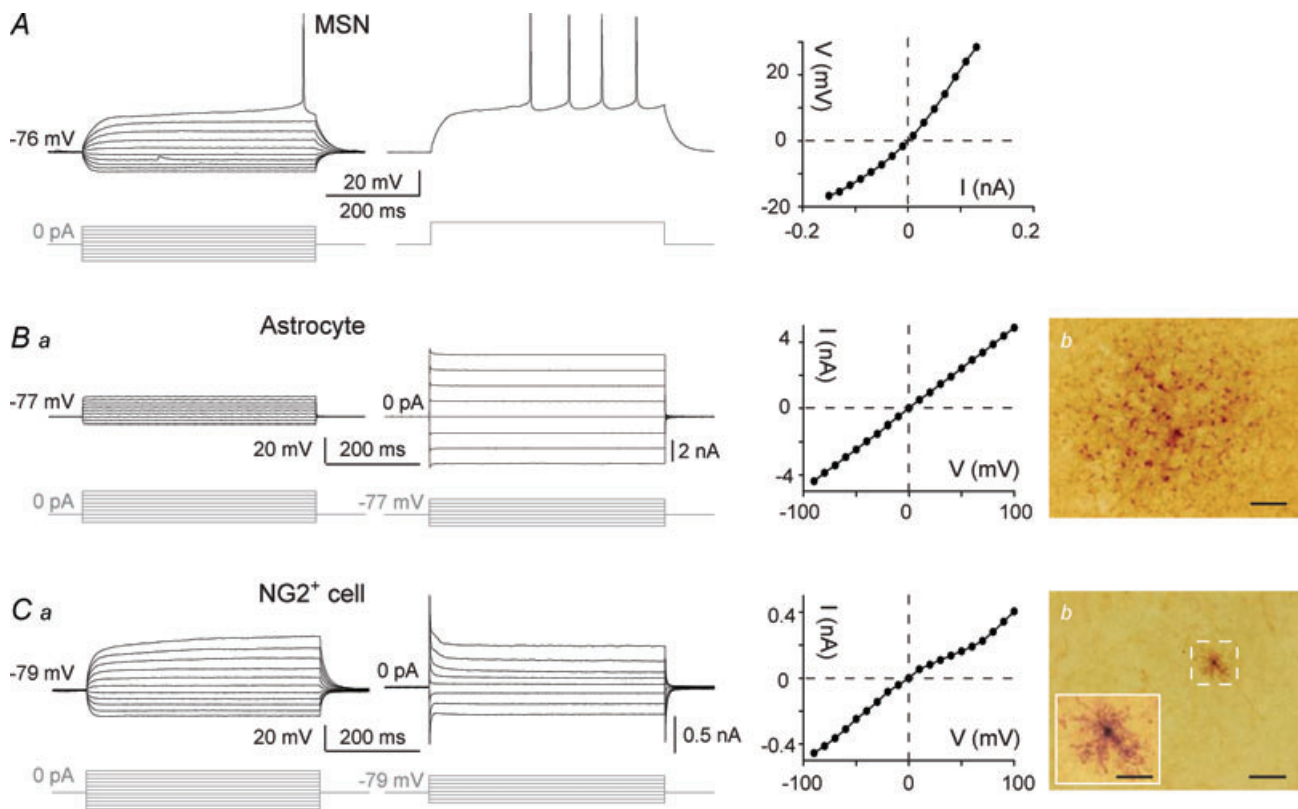 A
MSN
-76 mV
20 mV
200 ms
0 pA
V (mV)
20
0
-20
I (nA)
-0.2
0
0.2
B a
Astrocyte
-77 mV
20 mV
200 ms
0 pA
0 pA
2 nA
-77 mV
I (nA)
4
0
-4
V (mV)
-100
0
100
b
C a
NG2⁺ cell
-79 mV
20 mV
200 ms
0 pA
0 pA
0.5 nA
-79 mV
I (nA)
0.4
0
-0.4
V (mV)
-100
0
100
b